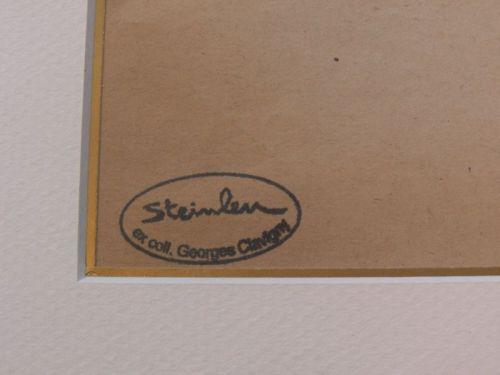 Steinlen
ex coll. Georges Clavigny